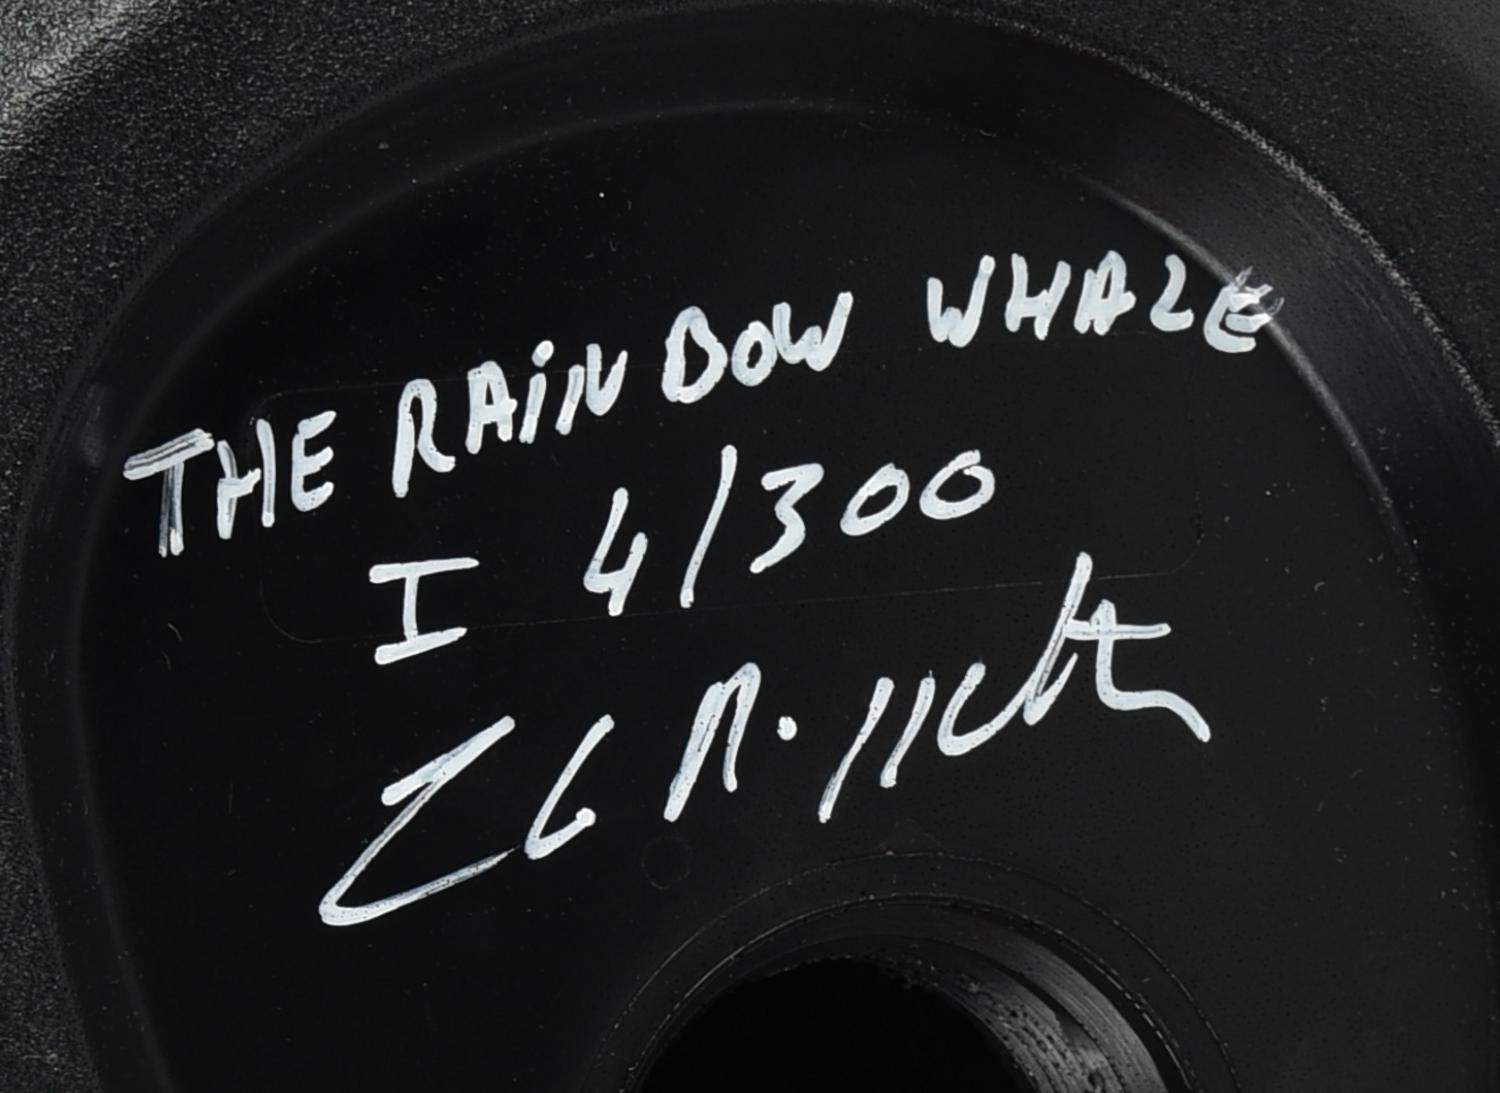 THE RAINBOW WHALE
I 4/300